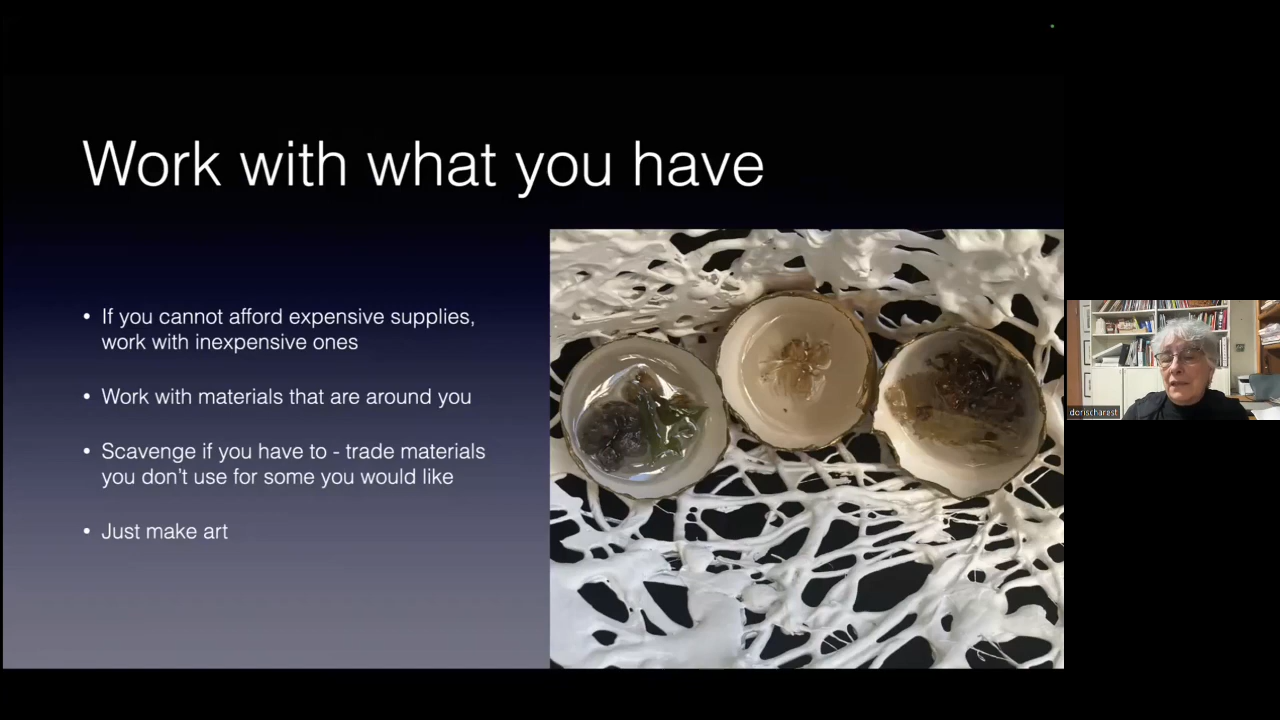 Work with what you have
• If you cannot afford expensive supplies,
work with inexpensive ones
• Work with materials that are around you
• Scavenge if you have to - trade materials
you don't use for some you would like
• Just make art
dorischarest